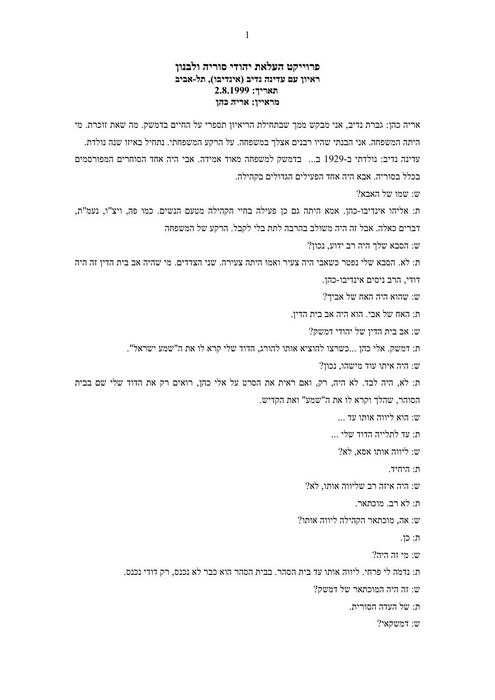 1
פרוייקט העלאת יהודי סוריה ולבנון
ראיון עם עדינה נדיב (אינדיבו), תל-אביב
תאריך: 2.8.1999
מראיין: אריה כהן
אריה כהן: גברת נדיב, אני מבקש ממך שבתחילת הריאיון תספרי על החיים בדמשק. מה שאת זוכרת. מי
היתה המשפחה. אני הבנתי שהיו רבנים אצלך במשפחה. על הרקע המשפחתי. נתחיל באיזו שנה נולדת.
עדינה נדיב: נולדתי ב-1929 ב... בדמשק למשפחה מאוד אמידה. אבי היה אחד הסוחרים המפורסמים
בכלל בסוריה. אבא היה אחד הפעילים הגדולים בקהילה.
ש: שמו של האבא?
ת: אליהו אינדיבו-כהן. אמא היתה גם כן פעילה בחיי הקהילה מטעם הנשים. כמו פה, ויצ"ו, נעמ"ת,
דברים כאלה. אבל זה היה משולב בהרבה לתת בלי לקבל. הרקע של המשפחה
ש: הסבא שלך היה רב ידוע, נכון?
ת: לא. הסבא שלי נפטר כשאבי היה צעיר ואמו היתה צעירה. שני הצדדים. מי שהיה אב בית הדין זה היה
דודי, הרב ניסים אינדיבו-כהן.
ש: שהוא היה האח של אביך?
ת: האח של אבי. הוא היה אב בית הדין.
ש: אב בית הדין של יהודי דמשק?
ת: דמשק. אלי כהן ...כשרצו להוציא אותו להורג, הדוד שלי קרא לו את ה"שמע ישראל".
ש: היה איתו עוד מישהו, נכון?
ת: לא, היה לבד. לא היה, רק, ואם ראית את הסרט על אלי כהן, רואים רק את הדוד שלי שם בבית
הסוהר, שהלך וקרא לו את ה"שמע" ואת הקדיש.
ש: הוא ליווה אותו עד ...
ת: עד לתלייה הדוד שלי ...
ש: ליווה אותו אסא, לא?
ת: היחיד.
ש: היה איזה רב שליווה אותו, לא?
ת: לא רב. מוכתאר.
ש: אה, מוכתאר הקהילה ליווה אותו?
ת: כן.
ש: מי זה היה?
ת: נדמה לי פרחי. ליווה אותו עד בית הסהר. בבית הסהר הוא כבר לא נכנס, רק דודי נכנס.
ש: זה היה המוכתאר של דמשק?
ת: של העדה הסורית.
ש: דמשקאי?